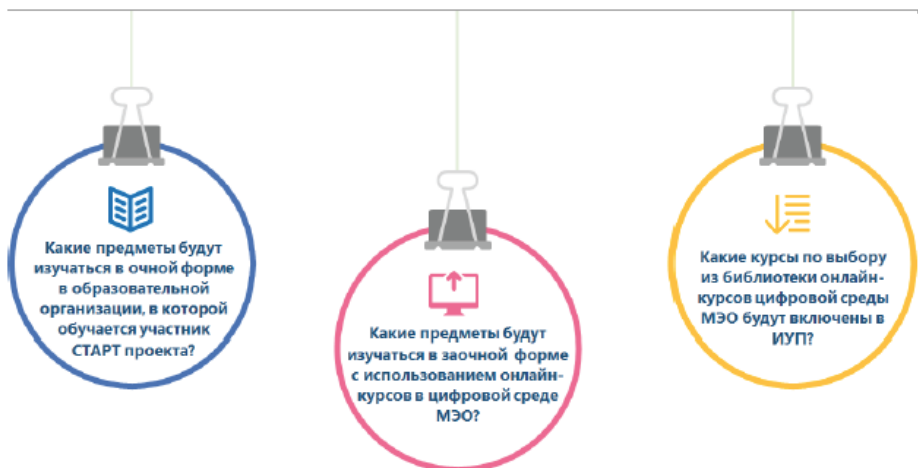 Какие предметы будут
изучаться в очной форме
в образовательной
организации, в которой
обучается участник
СТАРТ проекта?
Какие предметы будут
изучаться в заочной форме
с использованием онлайн-
курсов в цифровой среде
МЭО?
Какие курсы по выбору
из библиотеки онлайн-
курсов цифровой среды
МЭО будут включены в
ИУП?